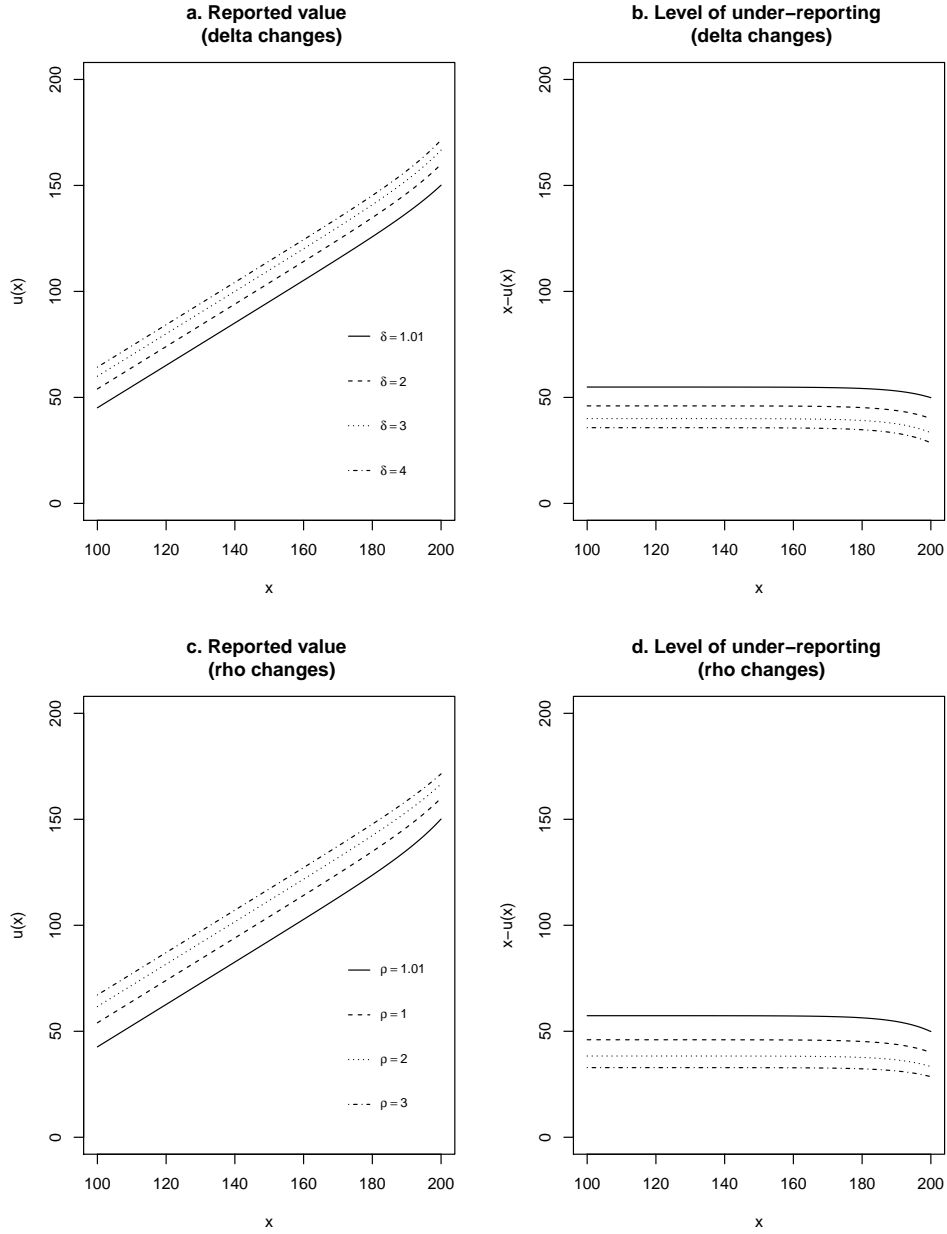 a. Reported value
(delta changes)
200
150
100
50
0
u(x)
δ = 1.01
δ = 2
δ = 3
δ = 4
100 120 140 160 180 200
x
b. Level of under−reporting
(delta changes)
200
150
100
50
0
x−u(x)
100 120 140 160 180 200
x
c. Reported value
(rho changes)
200
150
100
50
0
u(x)
ρ = 1.01
ρ = 1
ρ = 2
ρ = 3
100 120 140 160 180 200
x
d. Level of under−reporting
(rho changes)
200
150
100
50
0
x−u(x)
100 120 140 160 180 200
x